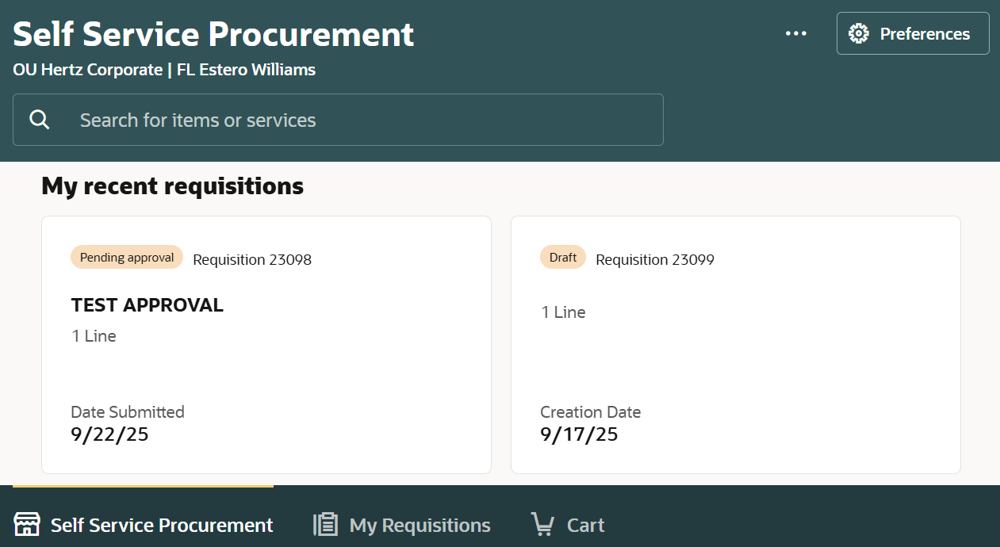 Self Service Procurement
OU Hertz Corporate | FL Estero Williams
Preferences
Search for items or services
My recent requisitions
Pending approval Requisition 23098
TEST APPROVAL
1 Line
Date Submitted
9/22/25
Draft Requisition 23099
1 Line
Creation Date
9/17/25
Self Service Procurement My Requisitions Cart